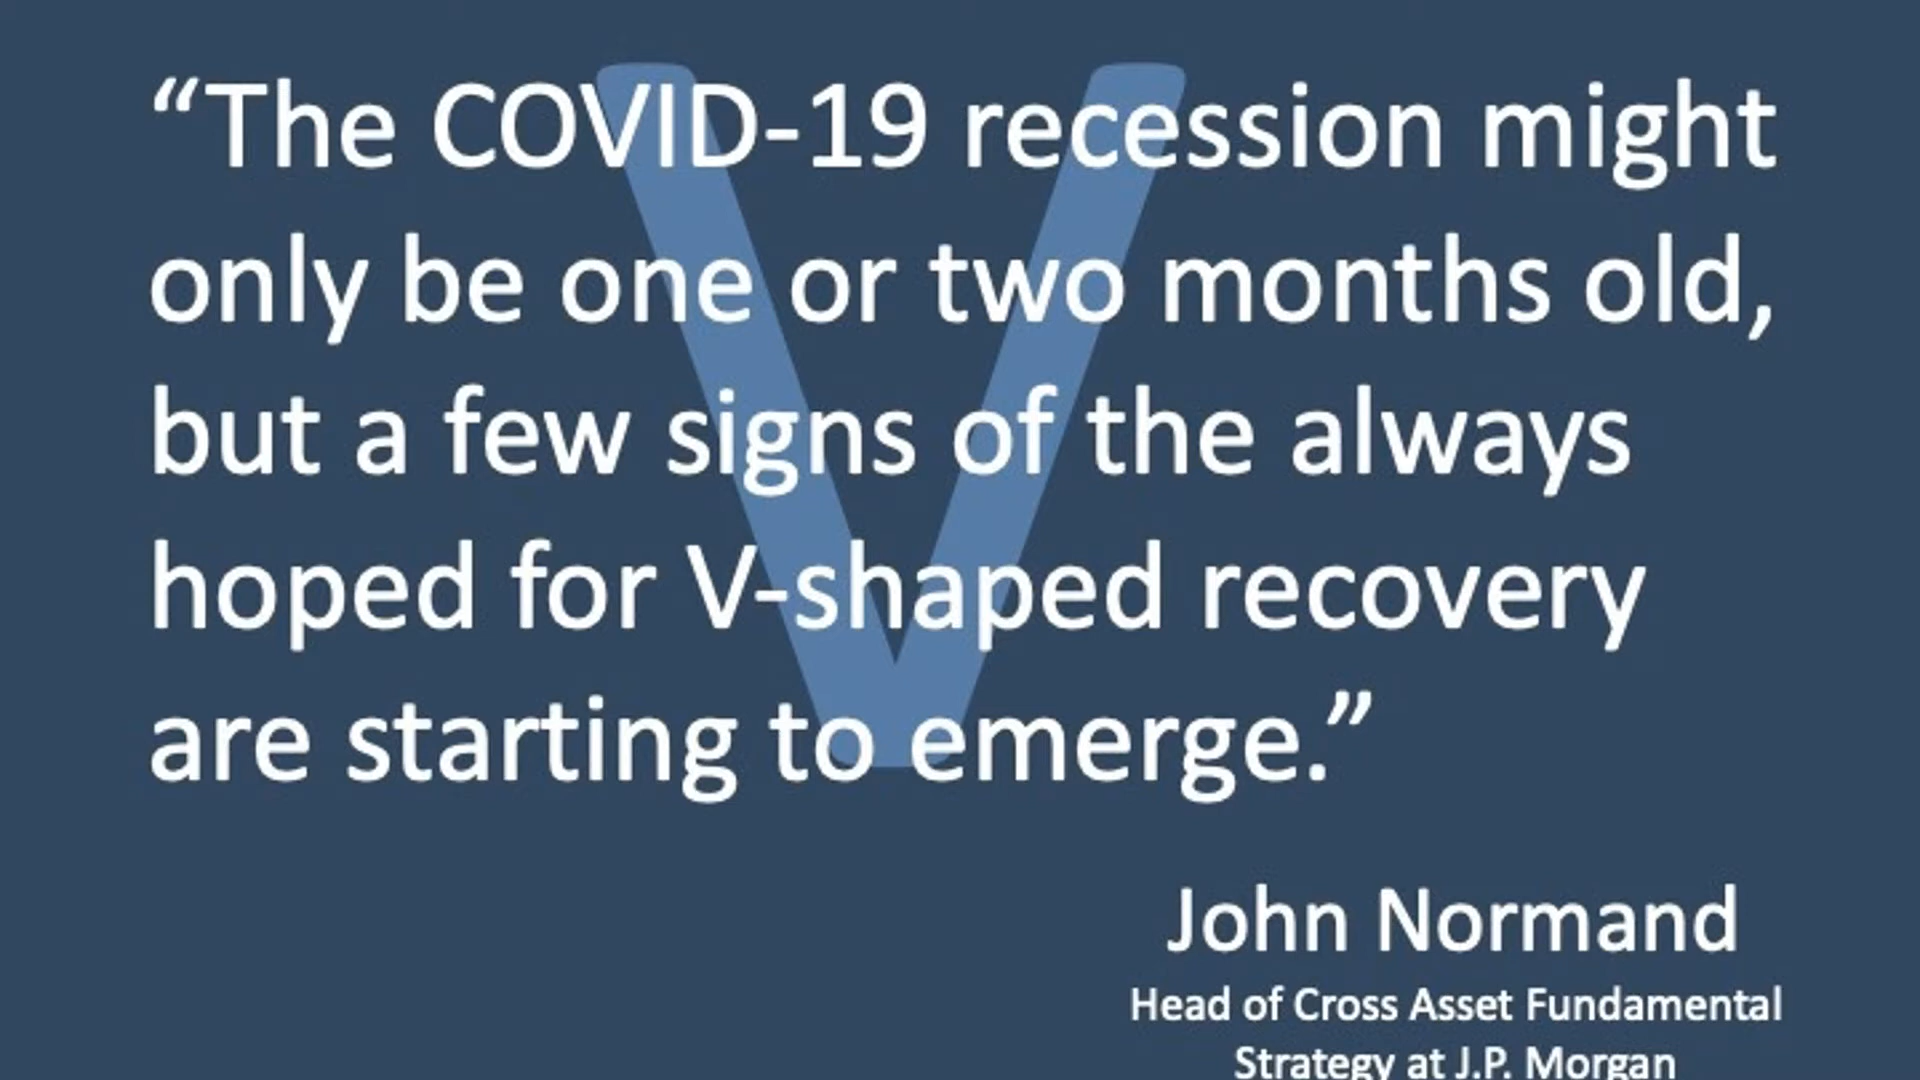 “The COVID-19 recession might
only be one or two months old,
but a few signs of the always
hoped for V-shaped recovery
are starting to emerge.”
John Normand
Head of Cross Asset Fundamental
Strategy at J.P. Morgan